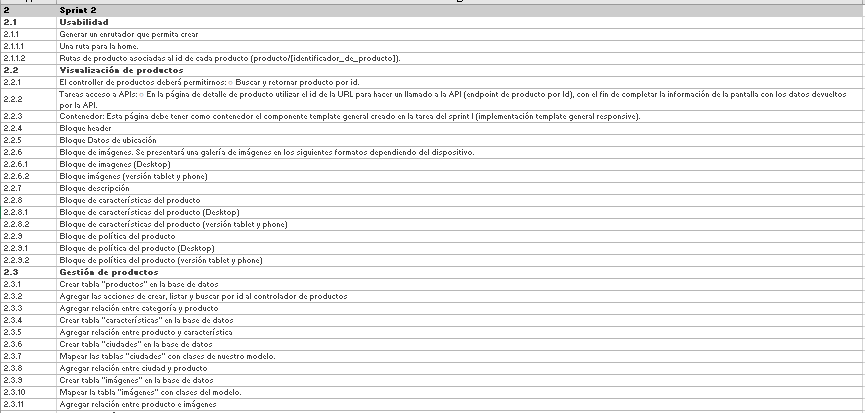 2 Sprint 2
2.1 Usabilidad
2.1.1 Generar un enrutador que permita crear
2.1.1.1 Una ruta para la home.
2.1.1.2 Rutas de producto asociadas al id de cada producto (producto/{identificador_de_producto}).
2.2 Visualización de productos
2.2.1 El controller de productos deberá permitirnos: ○ Buscar y retornar producto por id.
2.2.2 Tareas acceso a APIs: ○ En la página de detalle de producto utilizar el id de la URL para hacer un llamado a la API (endpoint de producto por Id), con el fin de completar la información de la pantalla con los datos devueltos
por la API.
2.2.3 Contenedor: Esta página debe tener como contenedor el componente template general creado en la tarea del sprint I (implementación template general responsive).
2.2.4 Bloque header
2.2.5 Bloque Datos de ubicación
2.2.6 Bloque de imágenes. Se presentará una galería de imágenes en los siguientes formatos dependiendo del dispositivo.
2.2.6.1 Bloque de imagenes (Desktop)
2.2.6.2 Bloque imágenes (versión tablet y phone)
2.2.7 Bloque descripción
2.2.8 Bloque de características del producto
2.2.8.1 Bloque de características del producto (Desktop)
2.2.8.2 Bloque de características del producto (versión tablet y phone)
2.2.9 Bloque de política del producto
2.2.9.1 Bloque de política del producto (Desktop)
2.2.9.2 Bloque de política del producto (versión tablet y phone)
2.3 Gestión de productos
2.3.1 Crear tabla "productos" en la base de datos
2.3.2 Agregar las acciones de crear, listar y buscar por id al controlador de productos
2.3.3 Agregar relación entre categoría y producto
2.3.4 Crear tabla "características" en la base de datos
2.3.5 Agregar relación entre producto y característica
2.3.6 Crear tabla "ciudades" en la base de datos
2.3.7 Mapear las tablas "ciudades" con clases de nuestro modelo.
2.3.8 Agregar relación entre ciudad y producto
2.3.9 Crear tabla "imágenes" en la base de datos
2.3.10 Mapear la tabla "imágenes" con clases del modelo.
2.3.11 Agregar relación entre producto e imágenes